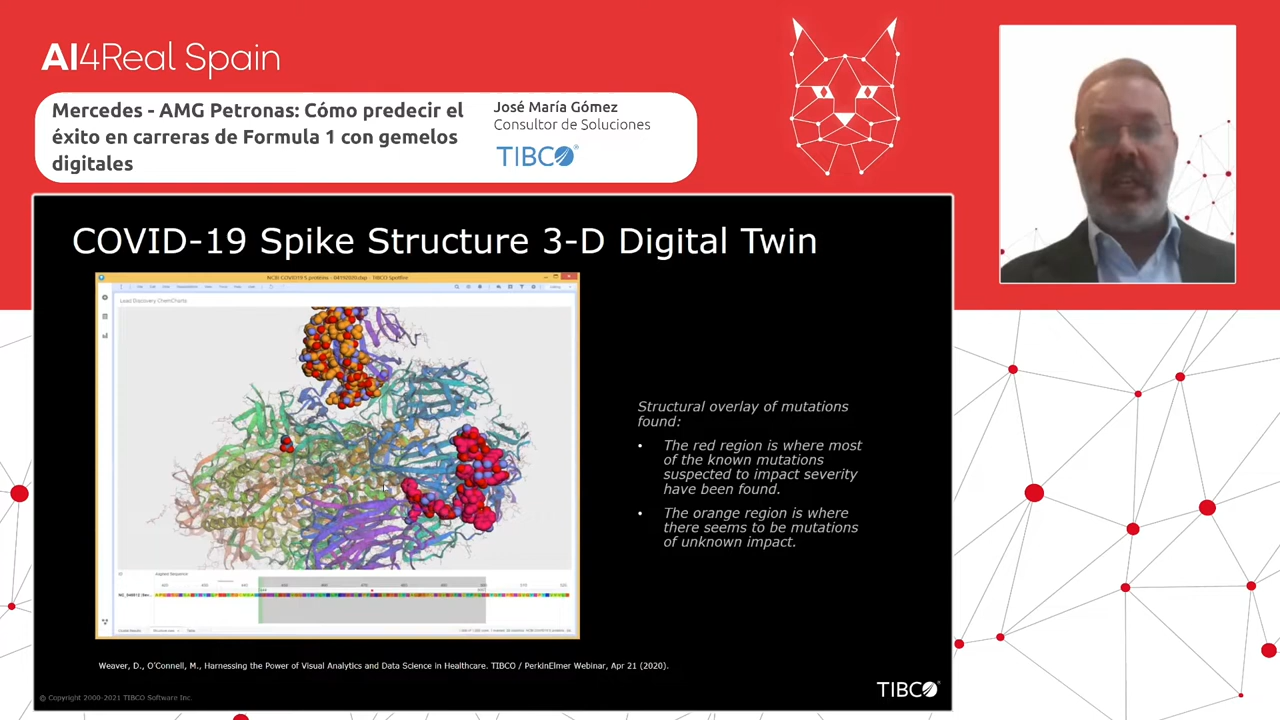 AI4Real Spain
Mercedes - AMG Petronas: Cómo predecir el
éxito en carreras de Formula 1 con gemelos
digitales
José María Gómez
Consultor de Soluciones
TIBCO®
COVID-19 Spike Structure 3-D Digital Twin
Lead Discovery ChemCharts
Structural overlay of mutations
found:
• The red region is where most
of the known mutations
suspected to impact severity
have been found.
• The orange region is where
there seems to be mutations
of unknown impact.
Weaver, D., O'Connell, M., Harnessing the Power of Visual Analytics and Data Science in Healthcare. TIBCO / PerkinElmer Webinar, Apr 21 (2020).
© Copyright 2000-2021 TIBCO Software Inc.
TIBCO®